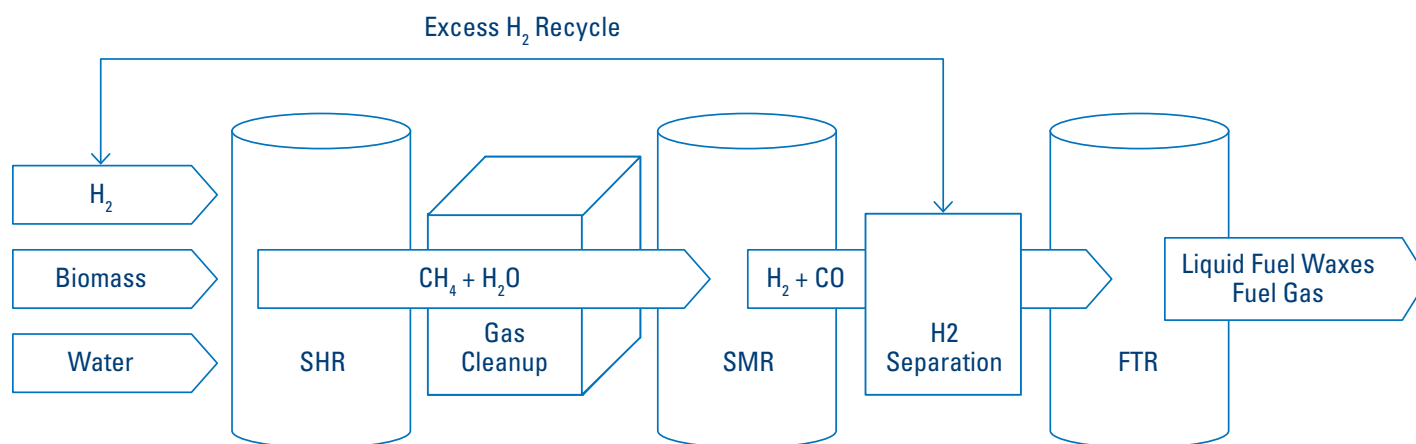 Excess H₂ Recycle
H₂
Biomass
Water
SHR
CH₄ + H₂O
Gas
Cleanup
SMR
H₂ + CO
H2
Separation
FTR
Liquid Fuel Waxes
Fuel Gas